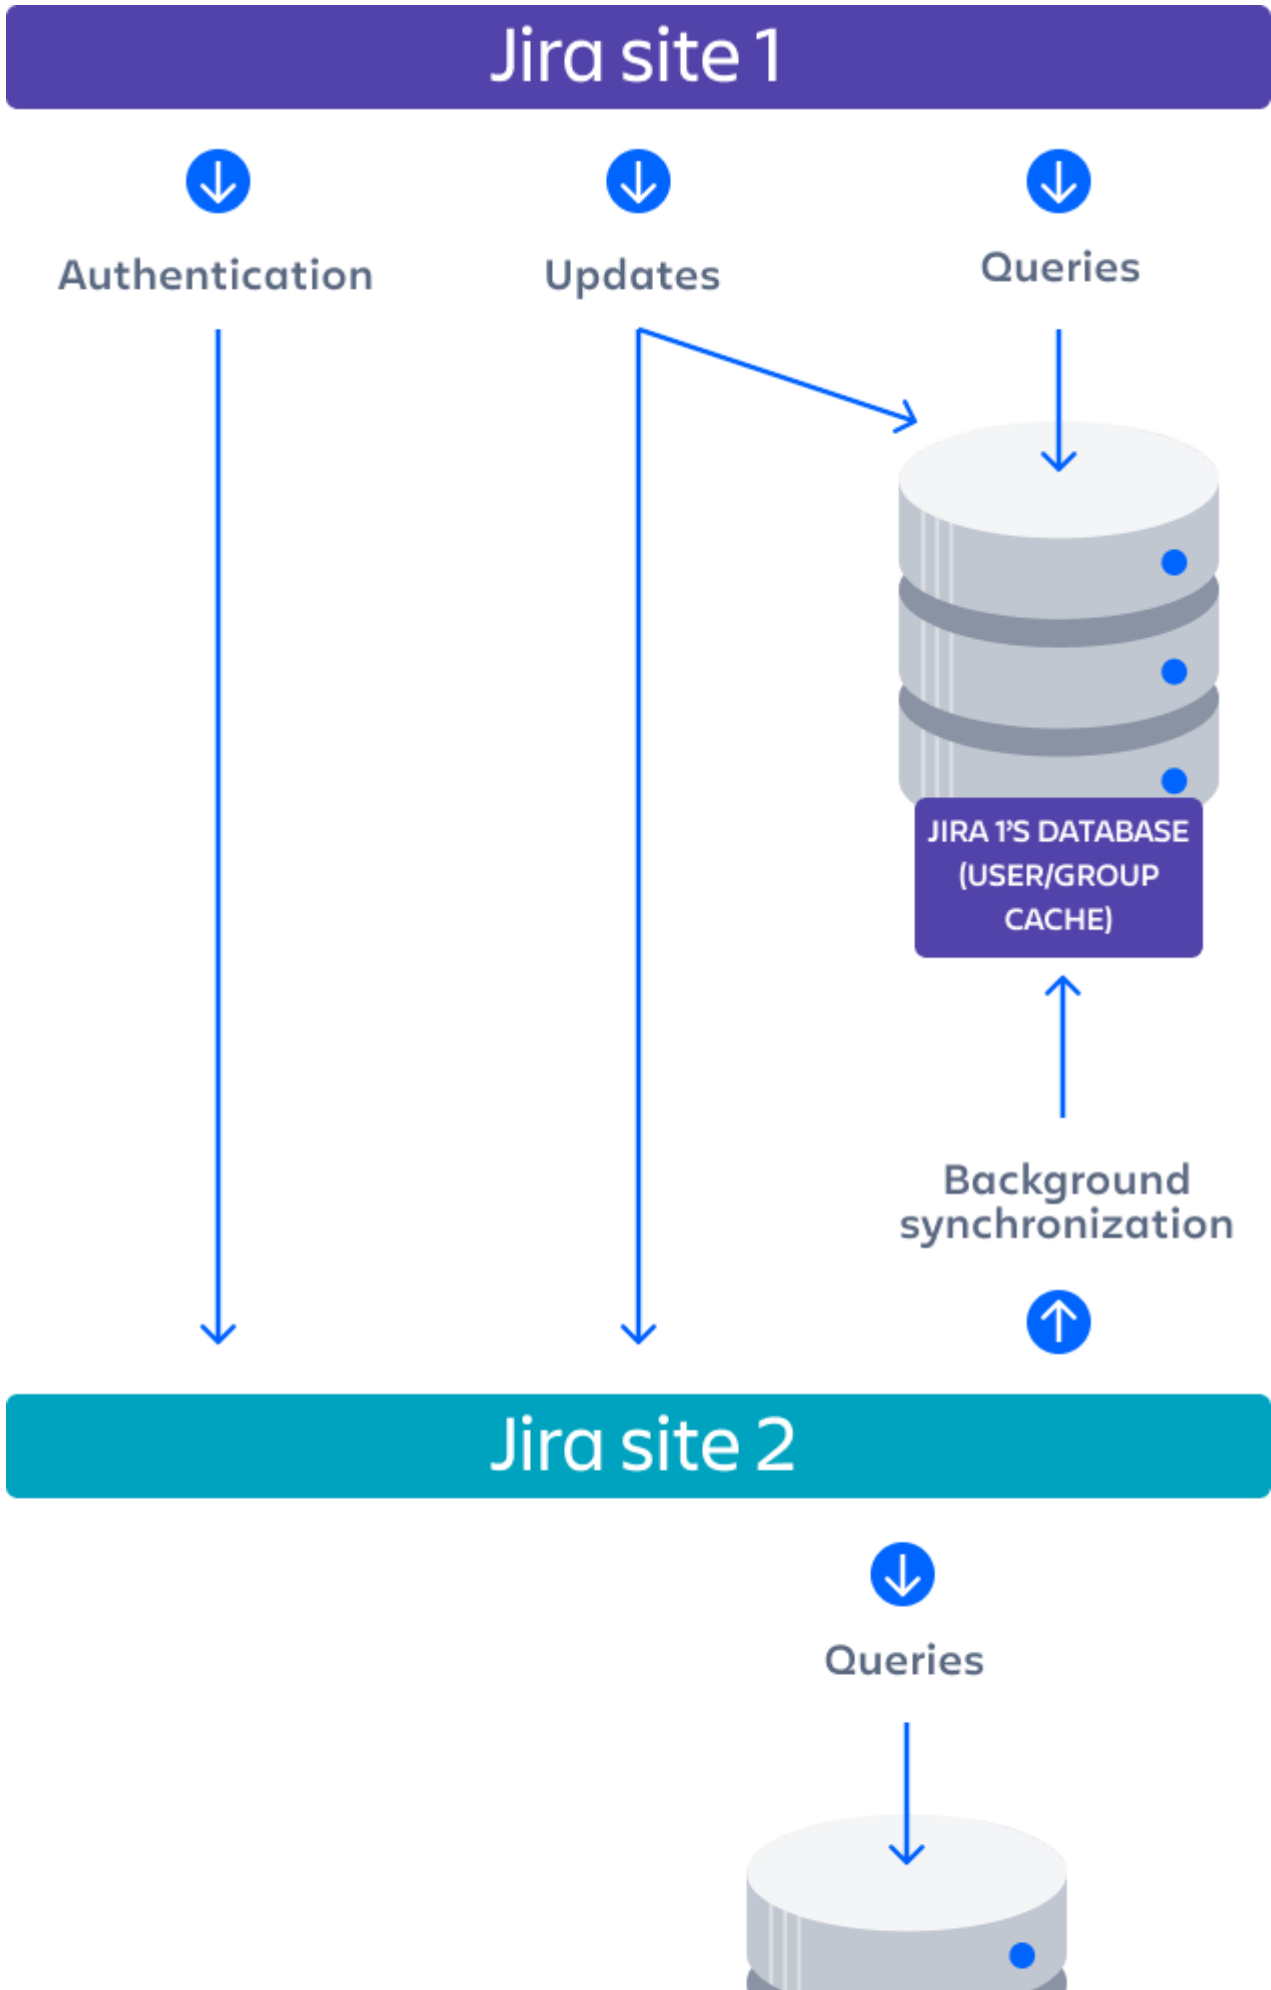 Jira site 1
Authentication
Updates
Queries
JIRA 1'S DATABASE
(USER/GROUP
CACHE)
Background
synchronization
Jira site 2
Queries